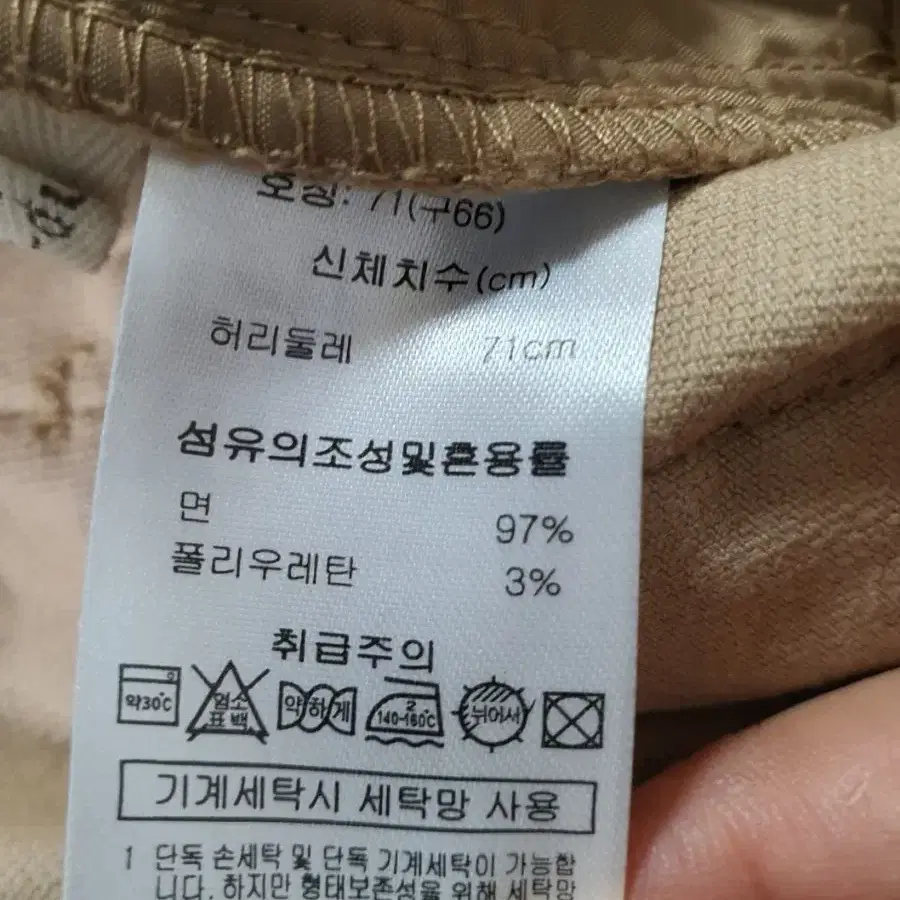 호칭: 71(구66)
신체치수(cm)
허리둘레 71cm
섬유의조성및혼용률
면 97%
폴리우레탄 3%
취급주의
약30℃ 염소표백 약하게 2 140-160℃ 뉘어서
기계세탁시 세탁망 사용
1 단독 손세탁 및 단독 기계세탁이 가능합
니다. 하지만 형태보존성을 위해 세탁망